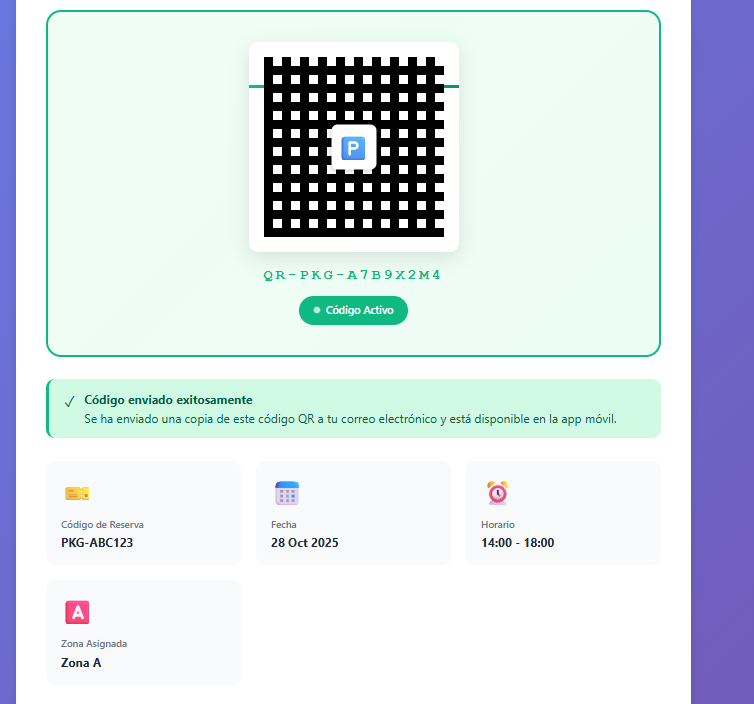 P
QR-PKG-A7B9X2M4
Código Activo
Código enviado exitosamente
Se ha enviado una copia de este código QR a tu correo electrónico y está disponible en la app móvil.
Código de Reserva
PKG-ABC123
Fecha
28 Oct 2025
Horario
14:00 - 18:00
A
Zona Asignada
Zona A